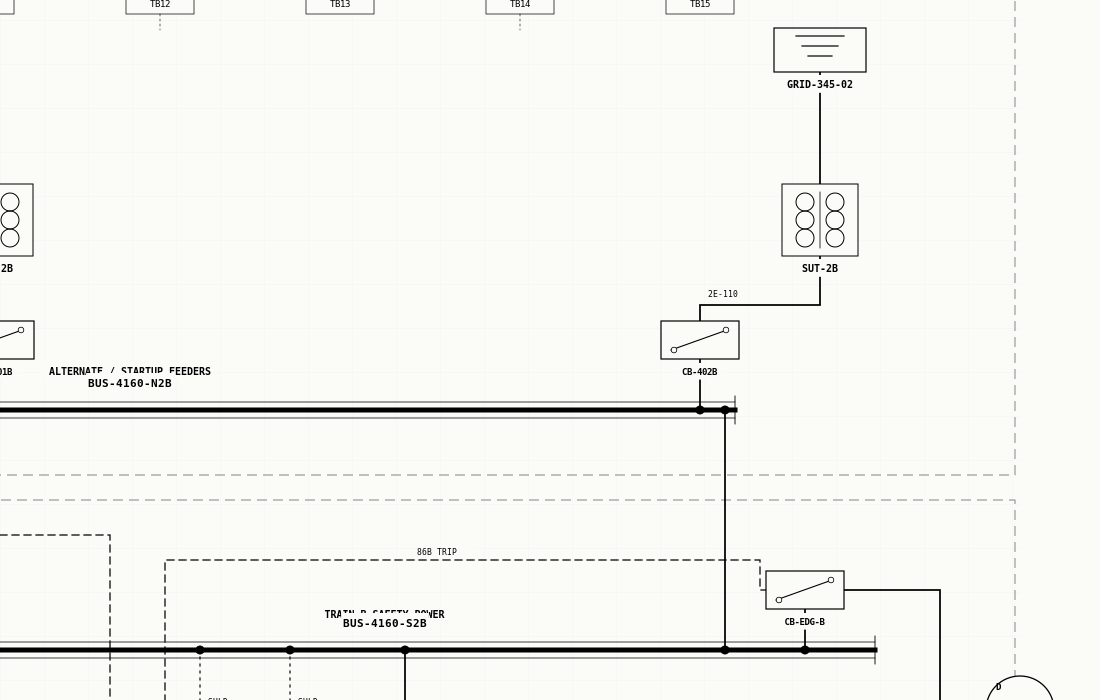 TB12
TB13
TB14
TB15
GRID-345-02
2B
SUT-2B
2E-110
01B
ALTERNATE / STARTUP FEEDERS
BUS-4160-N2B
CB-402B
86B TRIP
TRAIN B SAFETY POWER
BUS-4160-S2B
CB-EDG-B
D